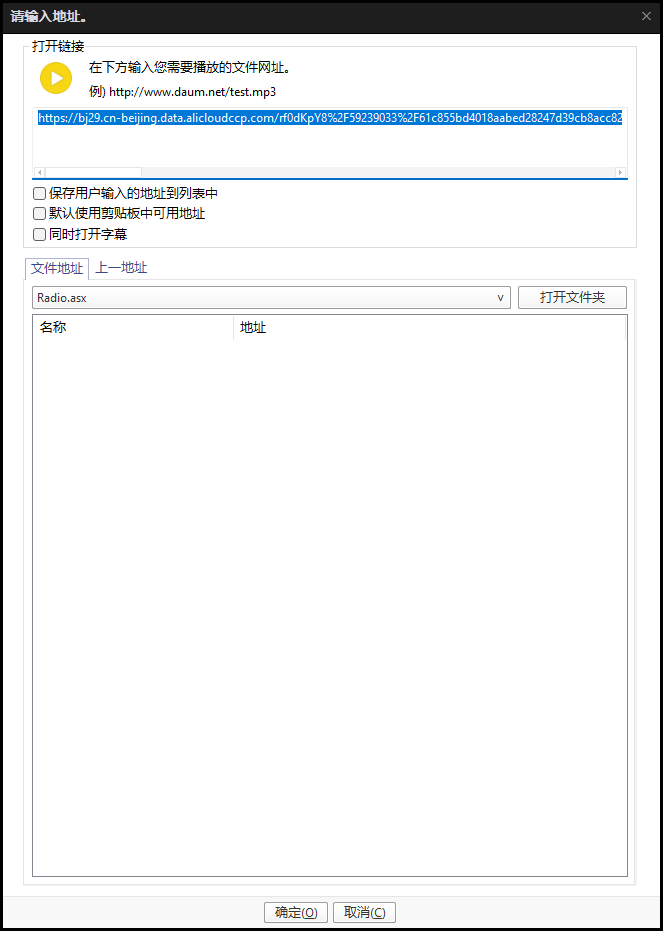 请输入地址。
打开链接
在下方输入您需要播放的文件网址。
例) http://www.daum.net/test.mp3
https://bj29.cn-beijing.data.alicloudccp.com/rf0dKpY8%2F59239033%2F61c855bd4018aabed28247d39cb8acc82
保存用户输入的地址到列表中
默认使用剪贴板中可用地址
同时打开字幕
文件地址 上一地址
Radio.asx 打开文件夹
名称 地址
确定(O) 取消(C)